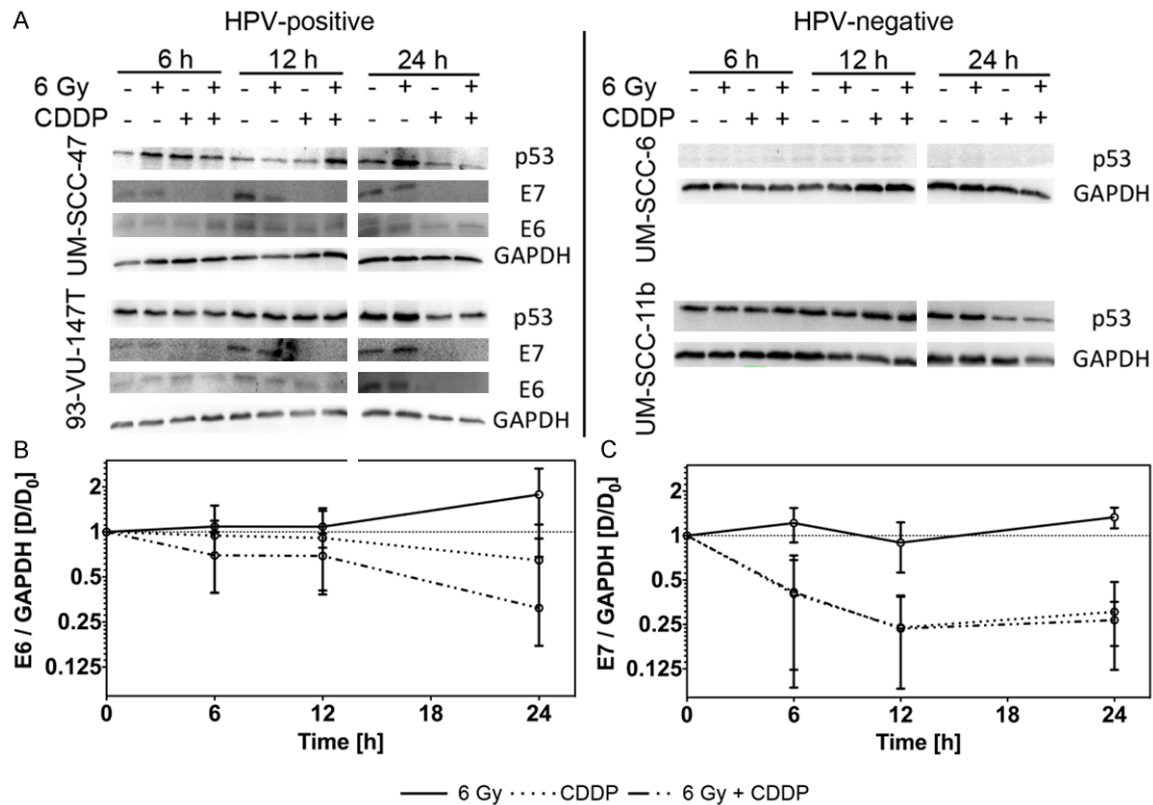 A
HPV-positive
HPV-negative
6 h 12 h 24 h
6 h 12 h 24 h
6 Gy - + - + - + - + - + - +
CDDP - - + + - - + + - - + +
6 Gy - + - + - + - + - + - +
CDDP - - + + - - + + - - + +
UM-SCC-47
p53
E7
E6
GAPDH
93-VU-147T
p53
E7
E6
GAPDH
UM-SCC-6
p53
GAPDH
UM-SCC-11b
p53
GAPDH
B
E6 / GAPDH [D/D0]
2
1
0.5
0.25
0.125
0 6 12 18 24
Time [h]
C
E7 / GAPDH [D/D0]
2
1
0.5
0.25
0.125
0 6 12 18 24
Time [h]
6 Gy CDDP 6 Gy + CDDP